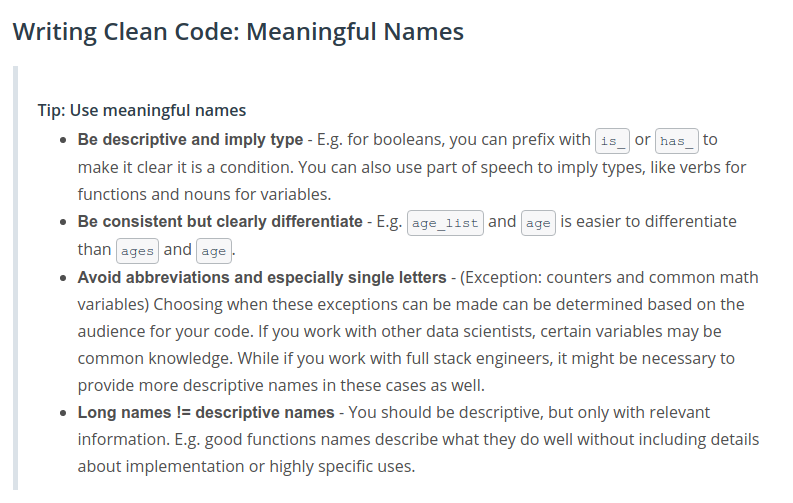 Writing Clean Code: Meaningful Names
Tip: Use meaningful names
• Be descriptive and imply type - E.g. for booleans, you can prefix with is_ or has_ to
make it clear it is a condition. You can also use part of speech to imply types, like verbs for
functions and nouns for variables.
• Be consistent but clearly differentiate - E.g. age_list and age is easier to differentiate
than ages and age.
• Avoid abbreviations and especially single letters - (Exception: counters and common math
variables) Choosing when these exceptions can be made can be determined based on the
audience for your code. If you work with other data scientists, certain variables may be
common knowledge. While if you work with full stack engineers, it might be necessary to
provide more descriptive names in these cases as well.
• Long names != descriptive names - You should be descriptive, but only with relevant
information. E.g. good functions names describe what they do well without including details
about implementation or highly specific uses.